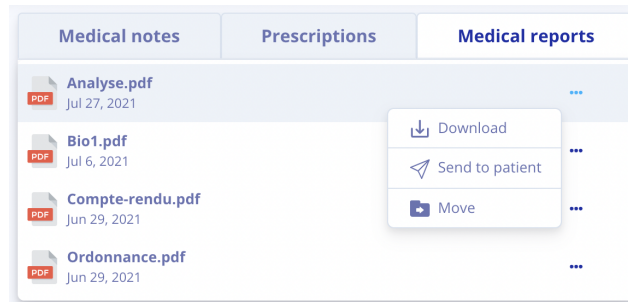 Medical notes
Prescriptions
Medical reports
PDF
Analyse.pdf
Jul 27, 2021
PDF
Bio1.pdf
Jul 6, 2021
PDF
Compte-rendu.pdf
Jun 29, 2021
PDF
Ordonnance.pdf
Jun 29, 2021
Download
Send to patient
Move